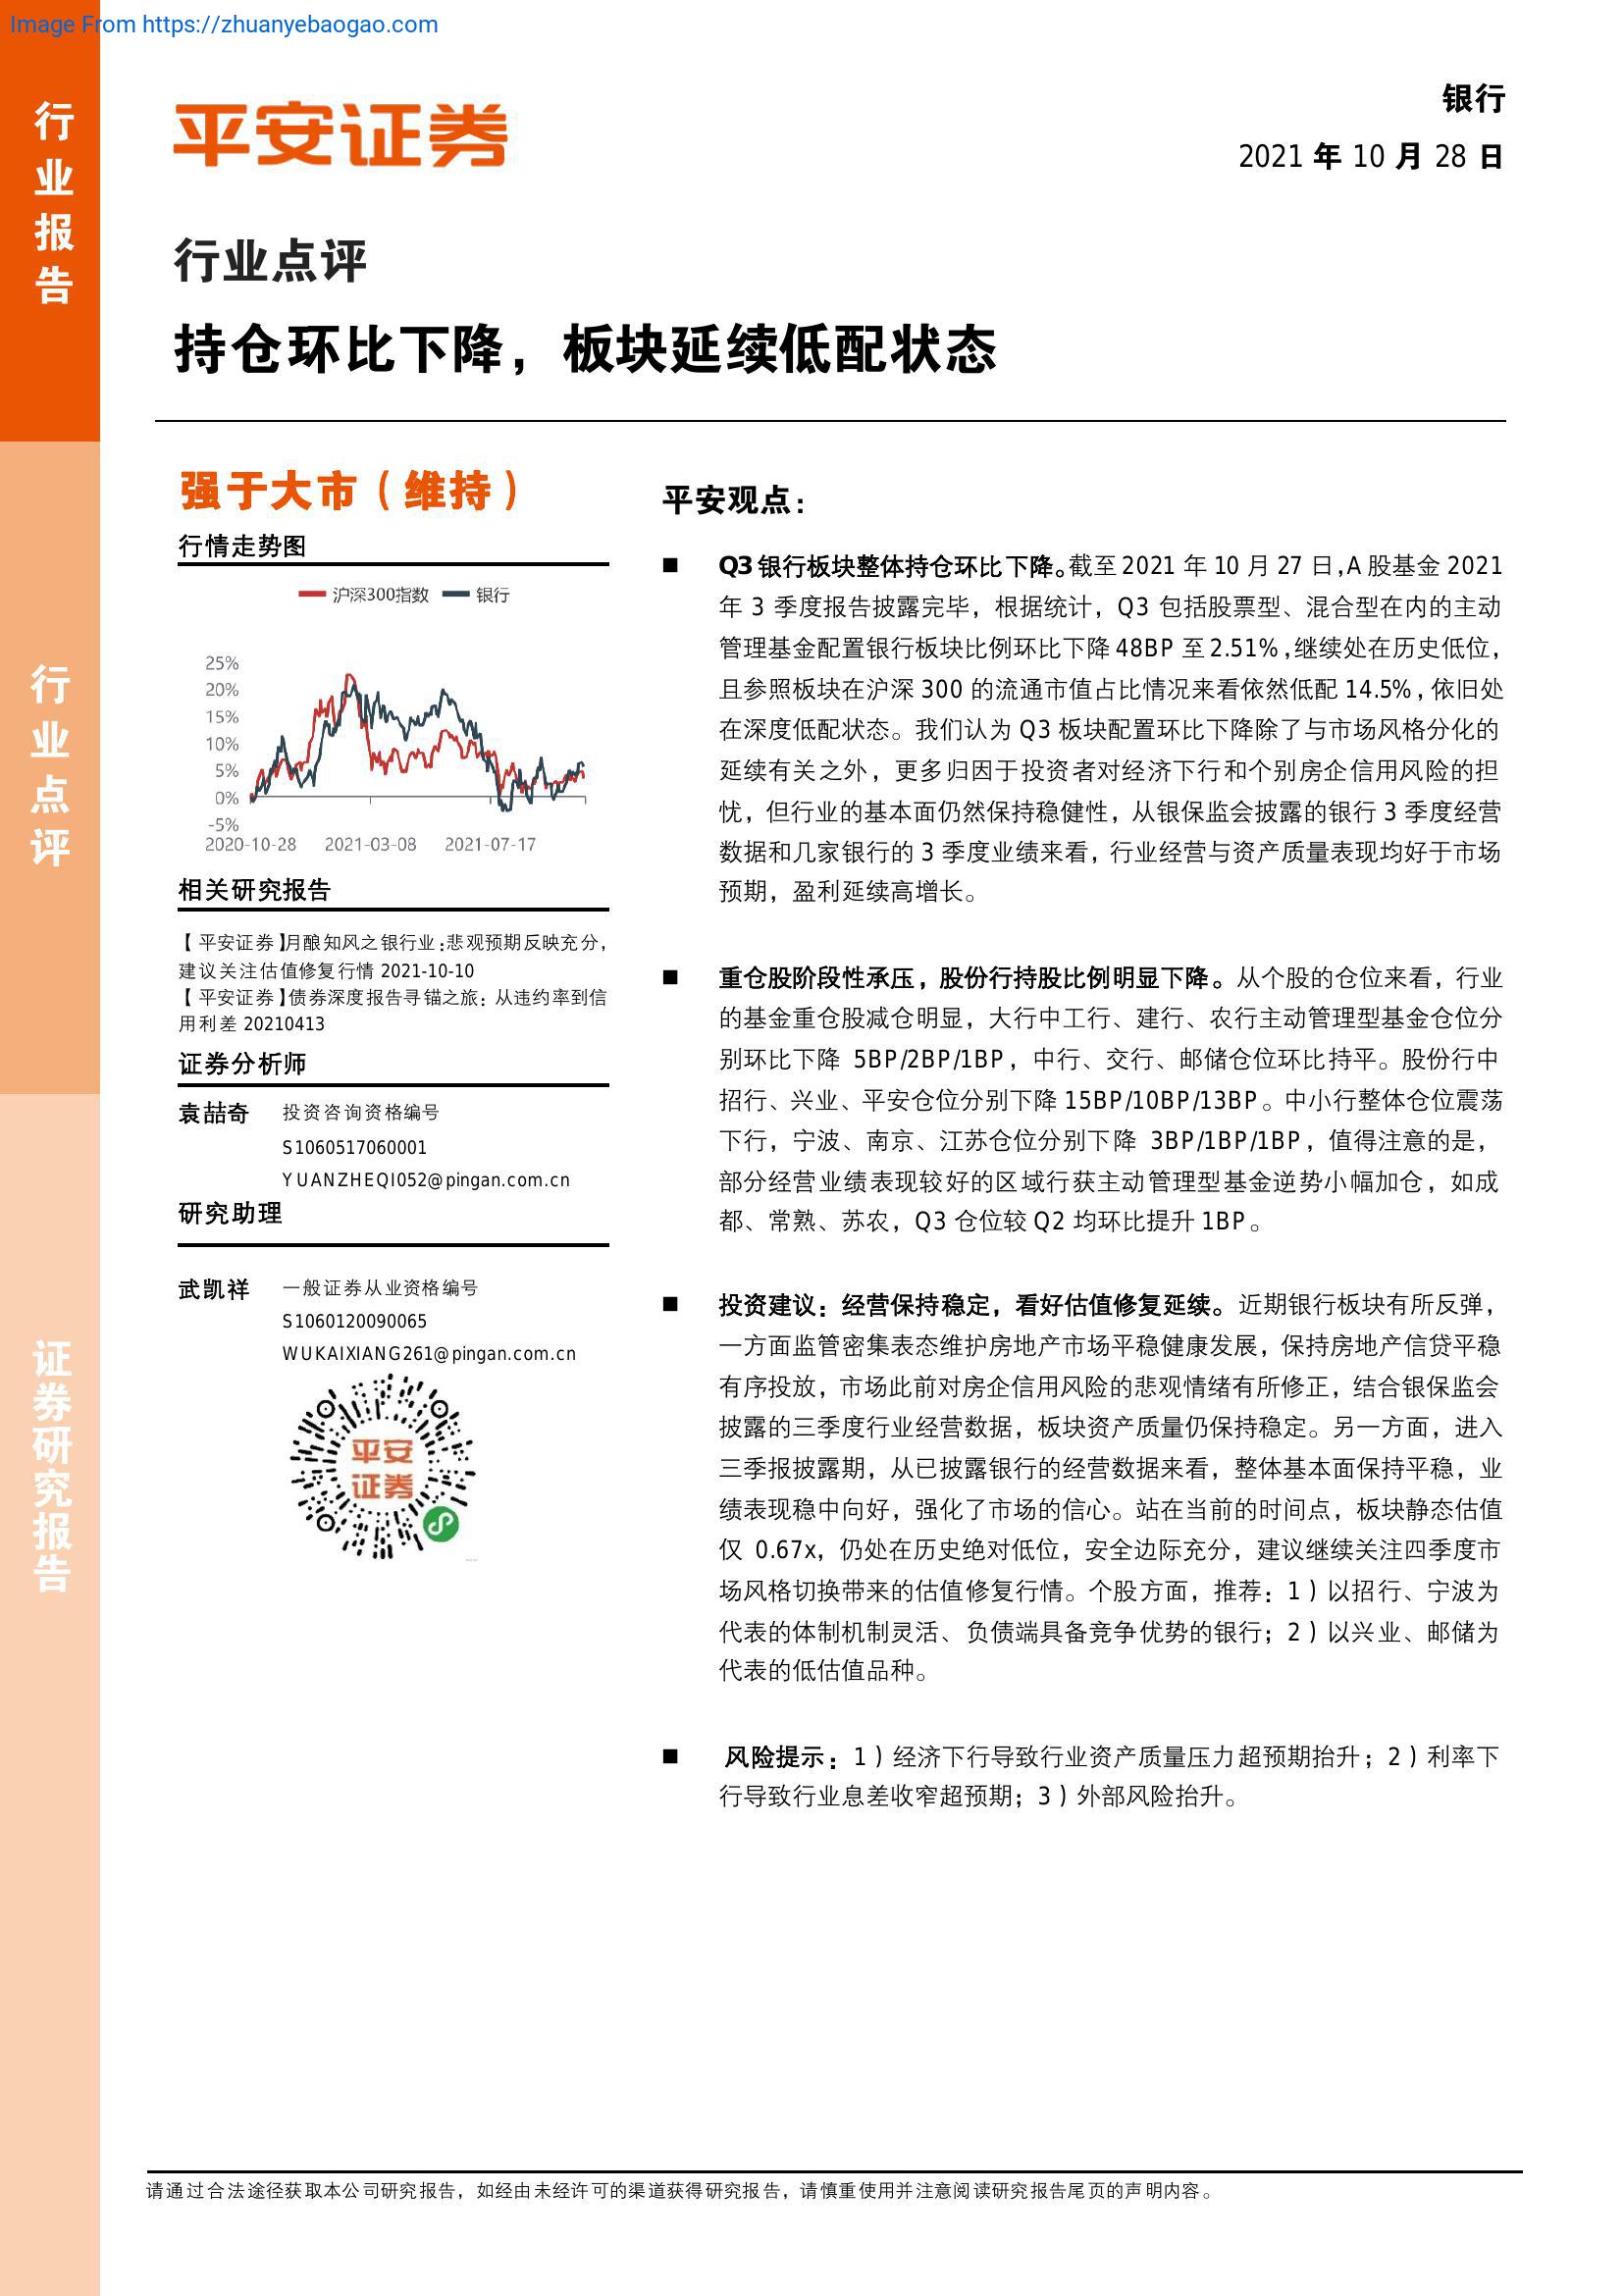 Image From https://zhuanyebaogao.com
行业报告
行业点评
证券研究报告
平安证券
银行
2021 年 10 月 28 日
行业点评
持仓环比下降，板块延续低配状态
强于大市（维持）
行情走势图
沪深300指数 银行
25%
20%
15%
10%
5%
0%
-5%
2020-10-28 2021-03-08 2021-07-17
相关研究报告
【平安证券】月酿知风之银行业：悲观预期反映充分，
建议关注估值修复行情 2021-10-10
【平安证券】债券深度报告寻锚之旅：从违约率到信
用利差 20210413
证券分析师
袁喆奇 投资咨询资格编号
S1060517060001
YUANZHEQI052@pingan.com.cn
研究助理
武凯祥 一般证券从业资格编号
S1060120090065
WUKAIXIANG261@pingan.com.cn
平安
证券
平安观点：
■ Q3 银行板块整体持仓环比下降。截至 2021 年 10 月 27 日，A 股基金 2021
年 3 季度报告披露完毕，根据统计，Q3 包括股票型、混合型在内的主动
管理基金配置银行板块比例环比下降 48BP 至 2.51%，继续处在历史低位，
且参照板块在沪深 300 的流通市值占比情况来看依然低配 14.5%，依旧处
在深度低配状态。我们认为 Q3 板块配置环比下降除了与市场风格分化的
延续有关之外，更多归因于投资者对经济下行和个别房企信用风险的担
忧，但行业的基本面仍然保持稳健性，从银保监会披露的银行 3 季度经营
数据和几家银行的 3 季度业绩来看，行业经营与资产质量表现均好于市场
预期，盈利延续高增长。
■ 重仓股阶段性承压，股份行持股比例明显下降。从个股的仓位来看，行业
的基金重仓股减仓明显，大行中工行、建行、农行主动管理型基金仓位分
别环比下降 5BP/2BP/1BP，中行、交行、邮储仓位环比持平。股份行中
招行、兴业、平安仓位分别下降 15BP/10BP/13BP。中小行整体仓位震荡
下行，宁波、南京、江苏仓位分别下降 3BP/1BP/1BP，值得注意的是，
部分经营业绩表现较好的区域行获主动管理型基金逆势小幅加仓，如成
都、常熟、苏农，Q3 仓位较 Q2 均环比提升 1BP。
■ 投资建议：经营保持稳定，看好估值修复延续。近期银行板块有所反弹，
一方面监管密集表态维护房地产市场平稳健康发展，保持房地产信贷平稳
有序投放，市场此前对房企信用风险的悲观情绪有所修正，结合银保监会
披露的三季度行业经营数据，板块资产质量仍保持稳定。另一方面，进入
三季报披露期，从已披露银行的经营数据来看，整体基本面保持平稳，业
绩表现稳中向好，强化了市场的信心。站在当前的时间点，板块静态估值
仅 0.67x，仍处在历史绝对低位，安全边际充分，建议继续关注四季度市
场风格切换带来的估值修复行情。个股方面，推荐：1）以招行、宁波为
代表的体制机制灵活、负债端具备竞争优势的银行；2）以兴业、邮储为
代表的低估值品种。
■ 风险提示：1）经济下行导致行业资产质量压力超预期抬升；2）利率下
行导致行业息差收窄超预期；3）外部风险抬升。
请通过合法途径获取本公司研究报告，如经由未经许可的渠道获得研究报告，请慎重使用并注意阅读研究报告尾页的声明内容。